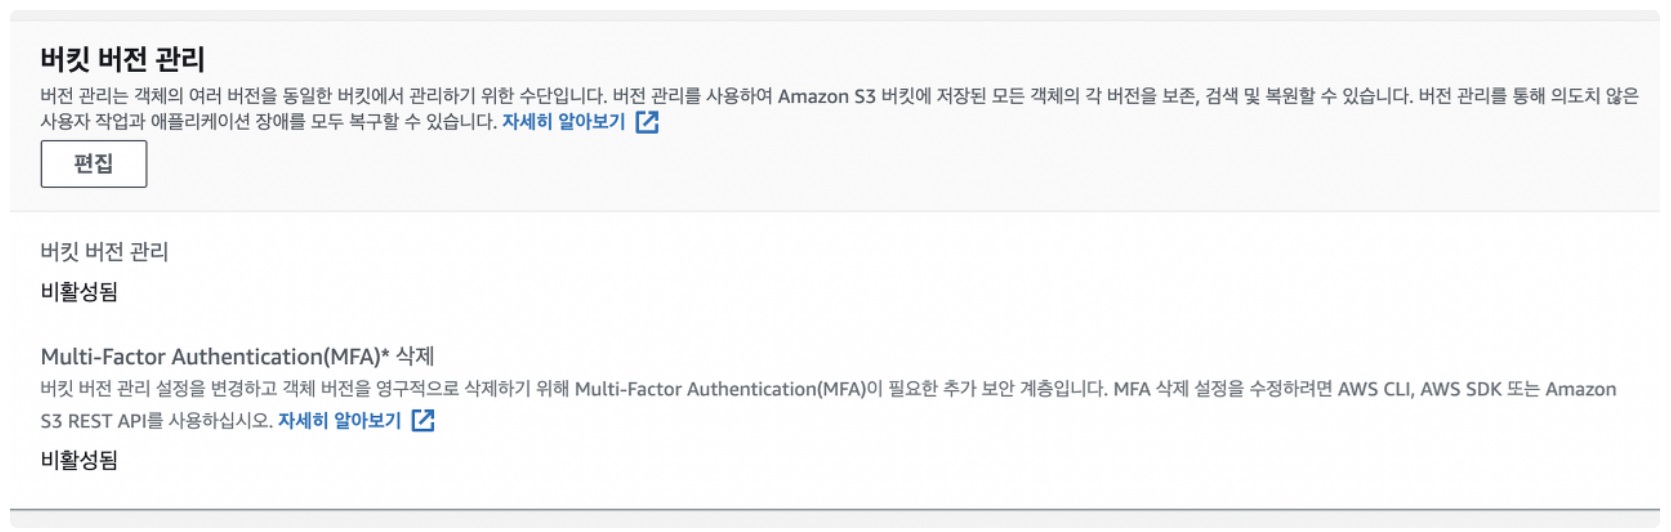 버킷 버전 관리
버전 관리는 객체의 여러 버전을 동일한 버킷에서 관리하기 위한 수단입니다. 버전 관리를 사용하여 Amazon S3 버킷에 저장된 모든 객체의 각 버전을 보존, 검색 및 복원할 수 있습니다. 버전 관리를 통해 의도치 않은
사용자 작업과 애플리케이션 장애를 모두 복구할 수 있습니다. 자세히 알아보기
편집
버킷 버전 관리
비활성됨
Multi-Factor Authentication(MFA)* 삭제
버킷 버전 관리 설정을 변경하고 객체 버전을 영구적으로 삭제하기 위해 Multi-Factor Authentication(MFA)이 필요한 추가 보안 계층입니다. MFA 삭제 설정을 수정하려면 AWS CLI, AWS SDK 또는 Amazon
S3 REST API를 사용하십시오. 자세히 알아보기
비활성됨